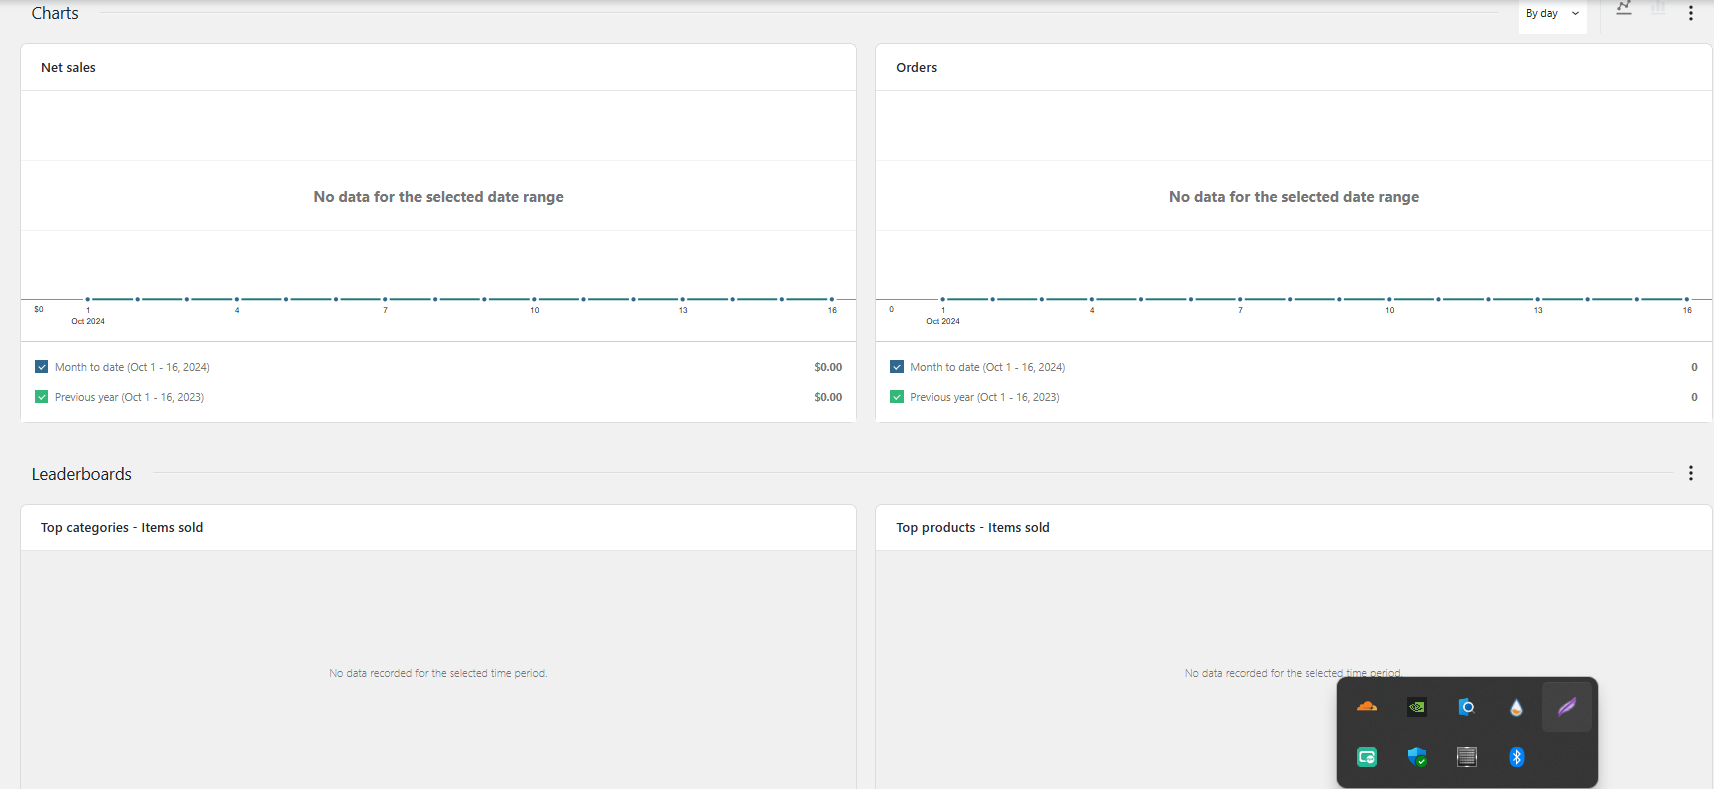 Charts
By day
Net sales
No data for the selected date range
$0
1
4
7
10
13
16
Oct 2024
Month to date (Oct 1 - 16, 2024)
$0.00
Previous year (Oct 1 - 16, 2023)
$0.00
Orders
No data for the selected date range
0
1
4
7
10
13
16
Oct 2024
Month to date (Oct 1 - 16, 2024)
0
Previous year (Oct 1 - 16, 2023)
0
Leaderboards
Top categories - Items sold
No data recorded for the selected time period.
Top products - Items sold
No data recorded for the selected time period.